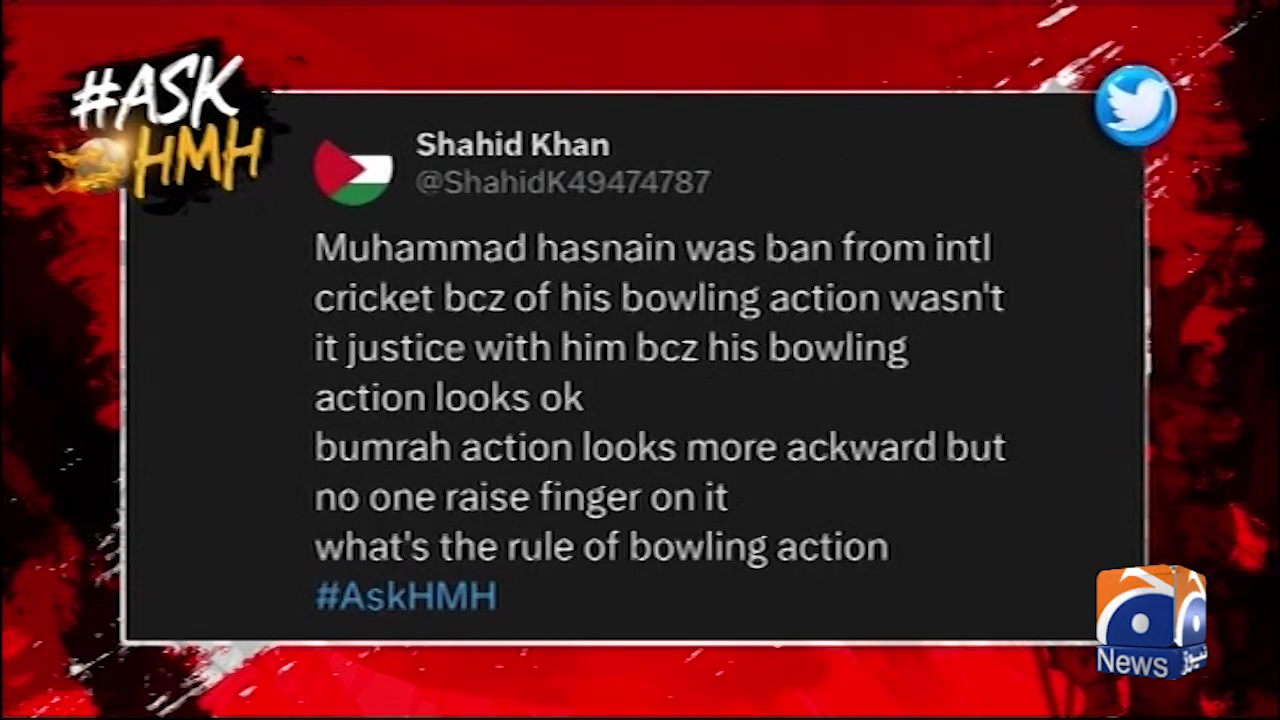 #ASK
HMH
Shahid Khan
@ShahidK49474787
Muhammad hasnain was ban from intl
cricket bcz of his bowling action wasn't
it justice with him bcz his bowling
action looks ok
bumrah action looks more ackward but
no one raise finger on it
what's the rule of bowling action
#AskHMH
News
نیوز